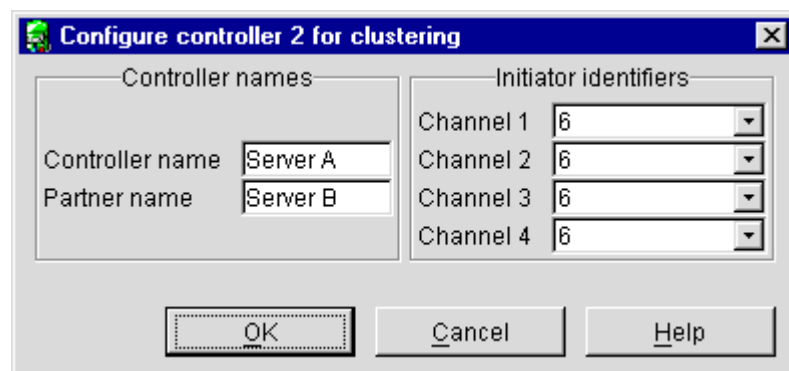 Configure controller 2 for clustering
Controller names
Controller name Server A
Partner name Server B
Initiator identifiers
Channel 1 6
Channel 2 6
Channel 3 6
Channel 4 6
OK Cancel Help